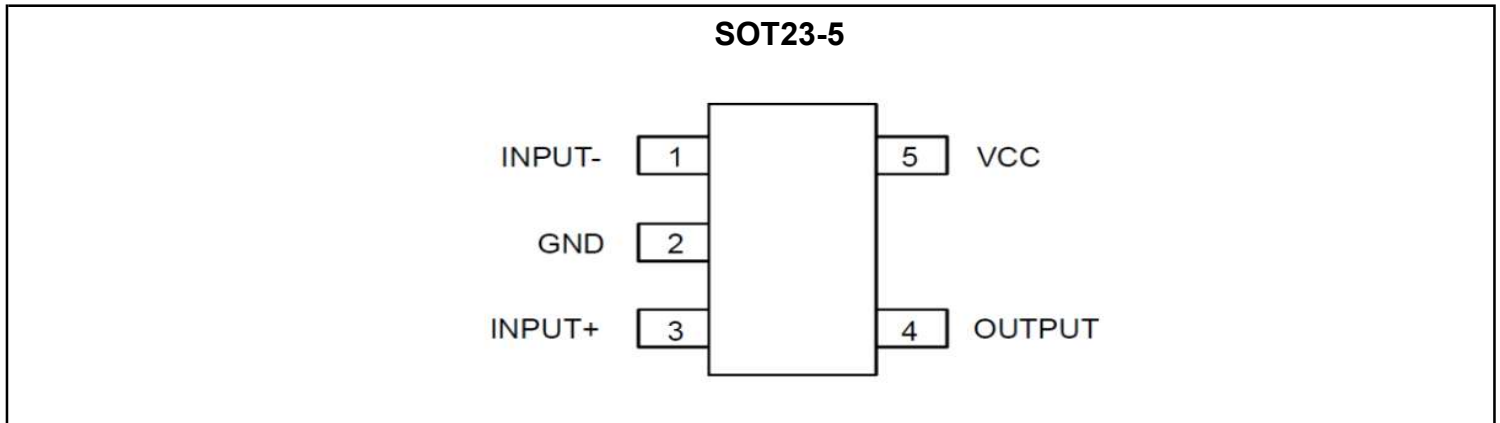 SOT23-5
INPUT- 1 5 VCC
GND 2
INPUT+ 3 4 OUTPUT